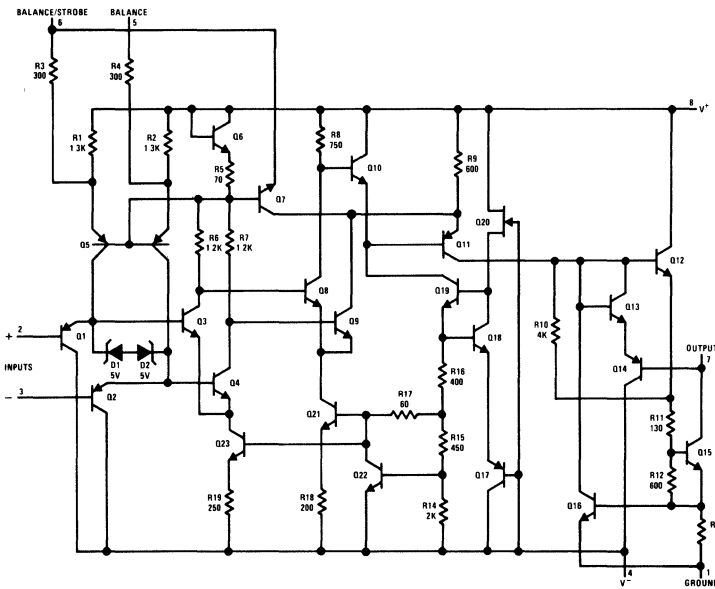 BALANCE/STROBE
6
BALANCE
5
R3
300
R4
300
8 V+
R1
1 3K
R2
1 3K
Q6
R5
70
R8
750
Q10
R9
600
Q7
Q20
Q5
R6
1 2K
R7
1 2K
Q11
Q12
Q8
Q19
Q13
+
2
Q1
Q3
Q9
Q18
R10
4K
OUTPUT
7
INPUTS
D1
5V
D2
5V
Q4
R16
400
Q14
−
3
Q2
R17
60
R11
130
Q21
R15
450
Q15
Q23
Q22
Q17
R12
600
R19
250
R18
200
R14
2K
Q16
R
4
V−
1
GROUND